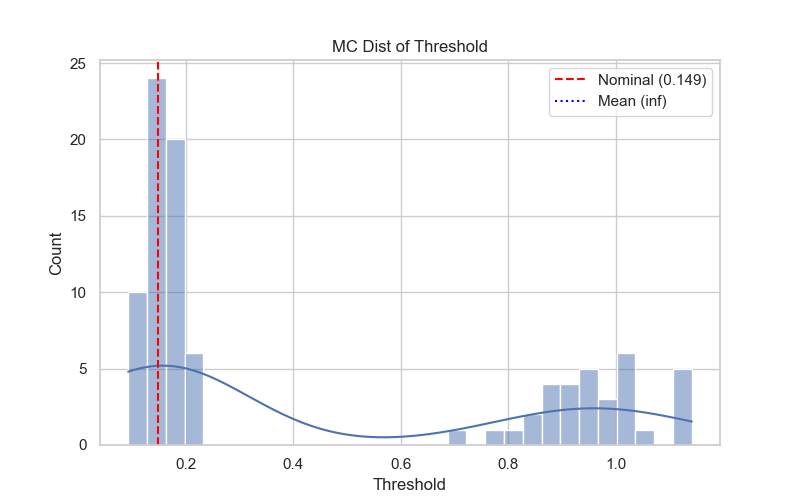 MC Dist of Threshold
Nominal (0.149)
Mean (inf)
25
20
15
10
5
0
Count
0.2
0.4
0.6
0.8
1.0
Threshold